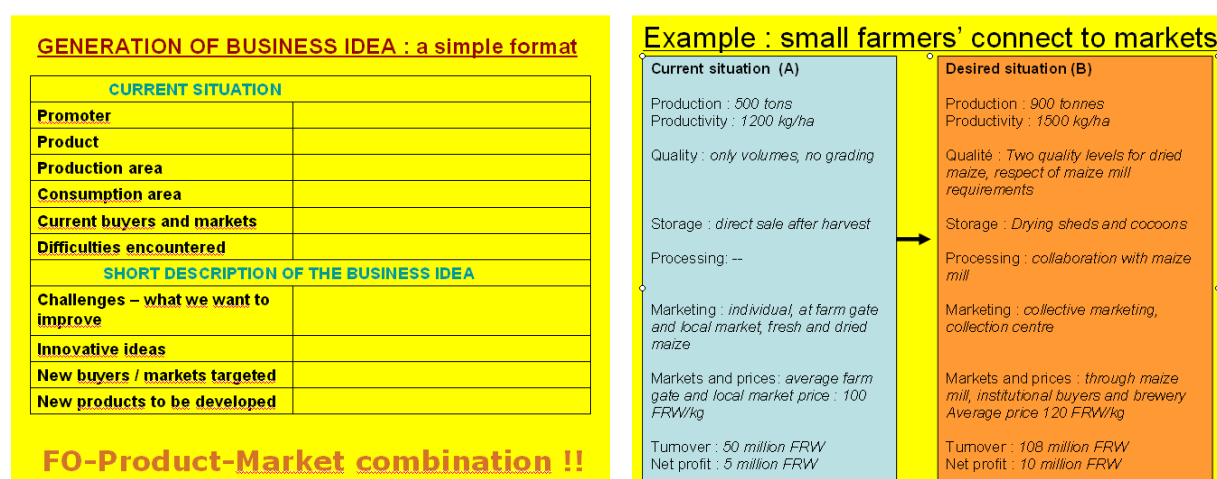 GENERATION OF BUSINESS IDEA : a simple format
CURRENT SITUATION
Promoter
Product
Production area
Consumption area
Current buyers and markets
Difficulties encountered
SHORT DESCRIPTION OF THE BUSINESS IDEA
Challenges – what we want to
improve
Innovative ideas
New buyers / markets targeted
New products to be developed
FO-Product-Market combination !!
Example : small farmers’ connect to markets
Current situation (A)
Production : 500 tons
Productivity : 1200 kg/ha
Quality : only volumes, no grading
Storage : direct sale after harvest
Processing: --
Marketing : individual, at farm gate
and local market, fresh and dried
maize
Markets and prices: average farm
gate and local market price : 100
FRW/kg
Turnover : 50 million FRW
Net profit : 5 million FRW
Desired situation (B)
Production : 900 tonnes
Productivity : 1500 kg/ha
Qualité : Two quality levels for dried
maize, respect of maize mill
requirements
Storage : Drying sheds and cocoons
Processing : collaboration with maize
mill
Marketing : collective marketing,
collection centre
Markets and prices : through maize
mill, institutional buyers and brewery
Average price 120 FRW/kg
Turnover : 108 million FRW
Net profit : 10 million FRW